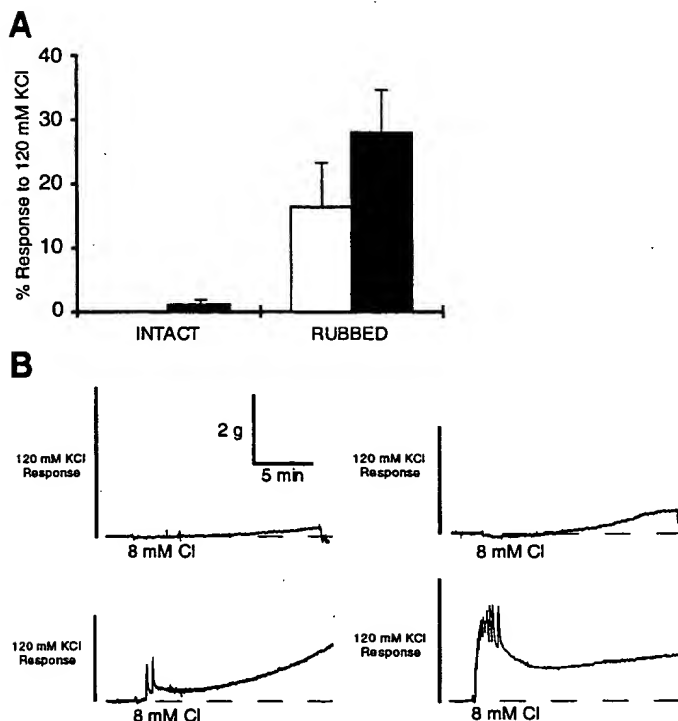 A
% Response to 120 mM KCl
40
30
20
10
0
INTACT
RUBBED
B
120 mM KCl
Response
2 g
5 min
8 mM Cl
120 mM KCl
Response
8 mM Cl
120 mM KCl
Response
8 mM Cl
120 mM KCl
Response
8 mM Cl